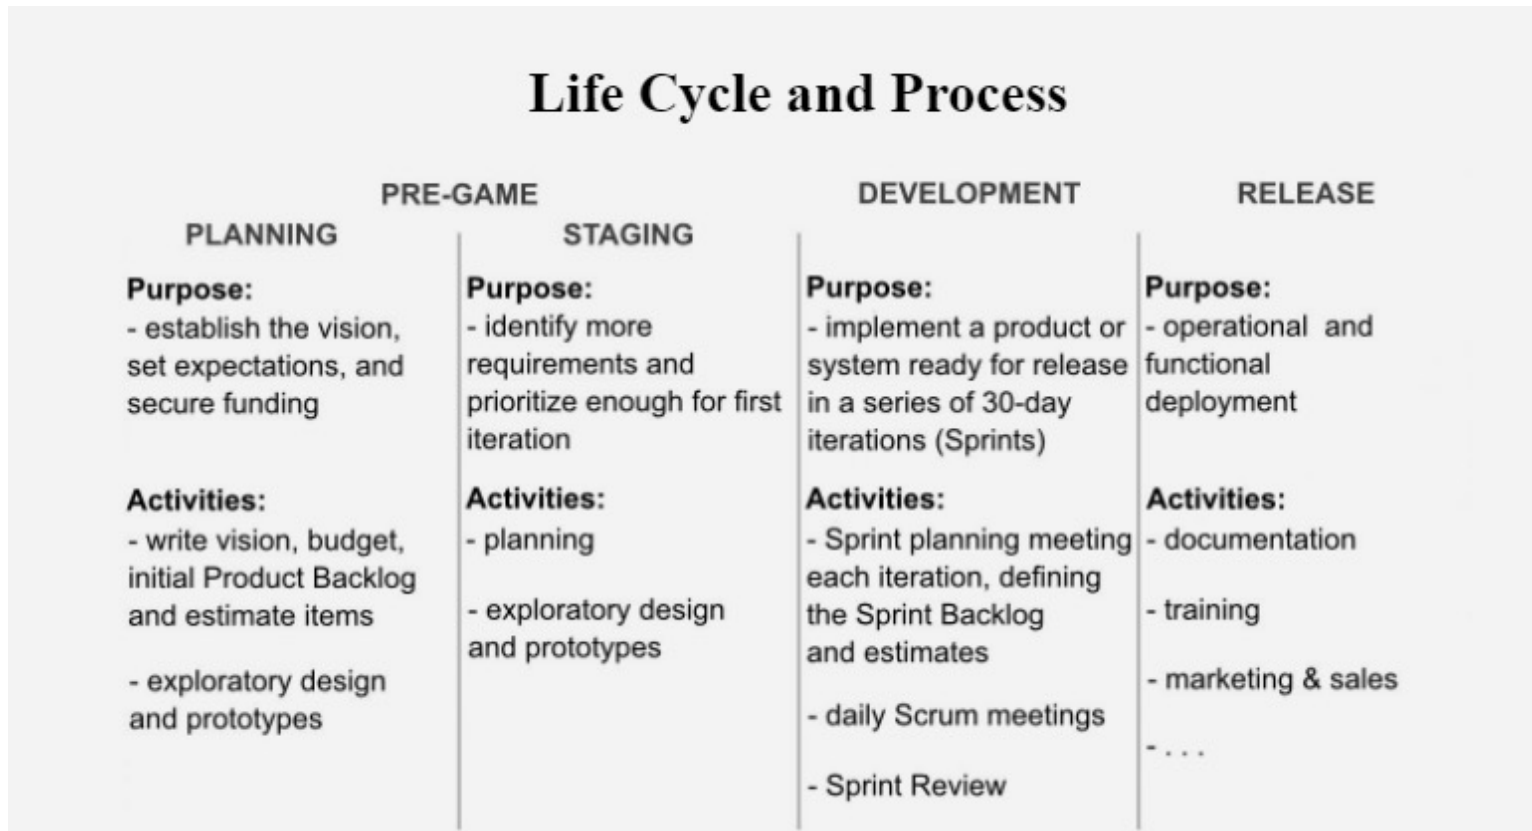 Life Cycle and Process
PRE-GAME
DEVELOPMENT
RELEASE
PLANNING
STAGING
Purpose:
- establish the vision,
set expectations, and
secure funding
Activities:
- write vision, budget,
initial Product Backlog
and estimate items
- exploratory design
and prototypes
Purpose:
- identify more
requirements and
prioritize enough for first
iteration
Activities:
- planning
- exploratory design
and prototypes
Purpose:
- implement a product or
system ready for release
in a series of 30-day
iterations (Sprints)
Activities:
- Sprint planning meeting
each iteration, defining
the Sprint Backlog
and estimates
- daily Scrum meetings
- Sprint Review
Purpose:
- operational and
functional
deployment
Activities:
- documentation
- training
- marketing & sales
- . . .